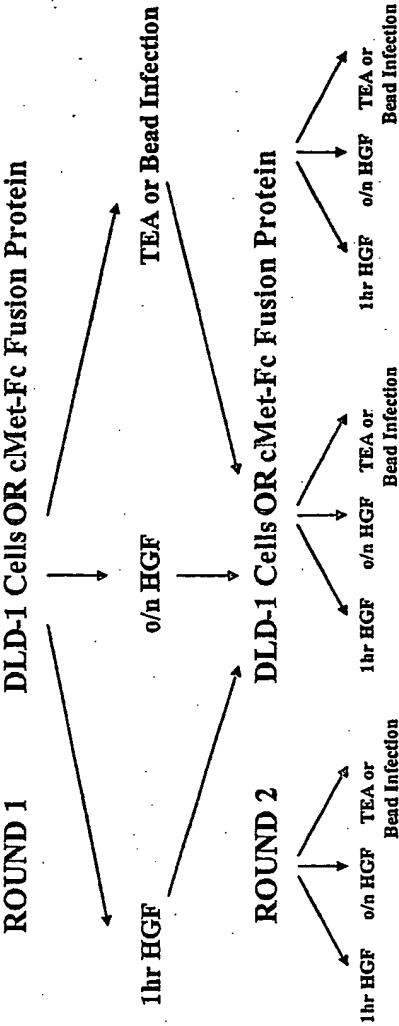 ROUND 1
DLD-1 Cells OR cMet-Fc Fusion Protein
1hr HGF
o/n HGF
TEA or Bead Infection
ROUND 2
DLD-1 Cells OR cMet-Fc Fusion Protein
1hr HGF
o/n HGF
TEA or
Bead Infection
1hr HGF
o/n HGF
TEA or
Bead Infection
1hr HGF
o/n HGF
TEA or
Bead Infection